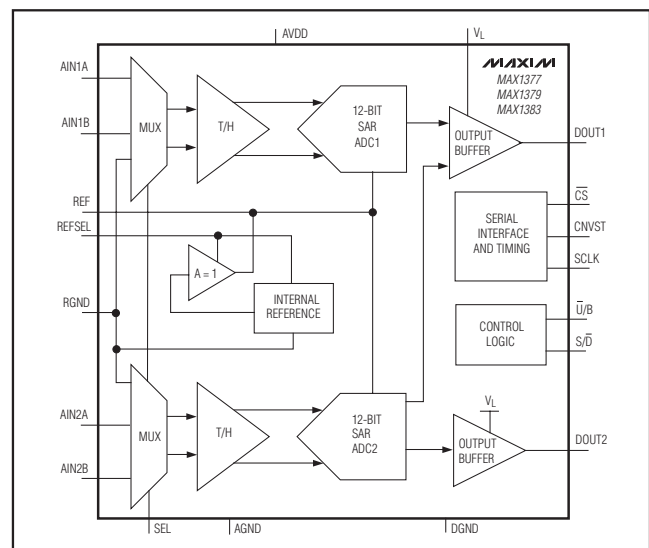 AVDD
VL
MAXIM
MAX1377
MAX1379
MAX1383
AIN1A
AIN1B
MUX
T/H
12-BIT
SAR
ADC1
OUTPUT
BUFFER
DOUT1
REF
REFSEL
A = 1
INTERNAL
REFERENCE
RGND
SERIAL
INTERFACE
AND TIMING
C̅S̅
CNVST
SCLK
CONTROL
LOGIC
U̅/B
S/D̅
AIN2A
AIN2B
MUX
T/H
12-BIT
SAR
ADC2
VL
OUTPUT
BUFFER
DOUT2
SEL
AGND
DGND